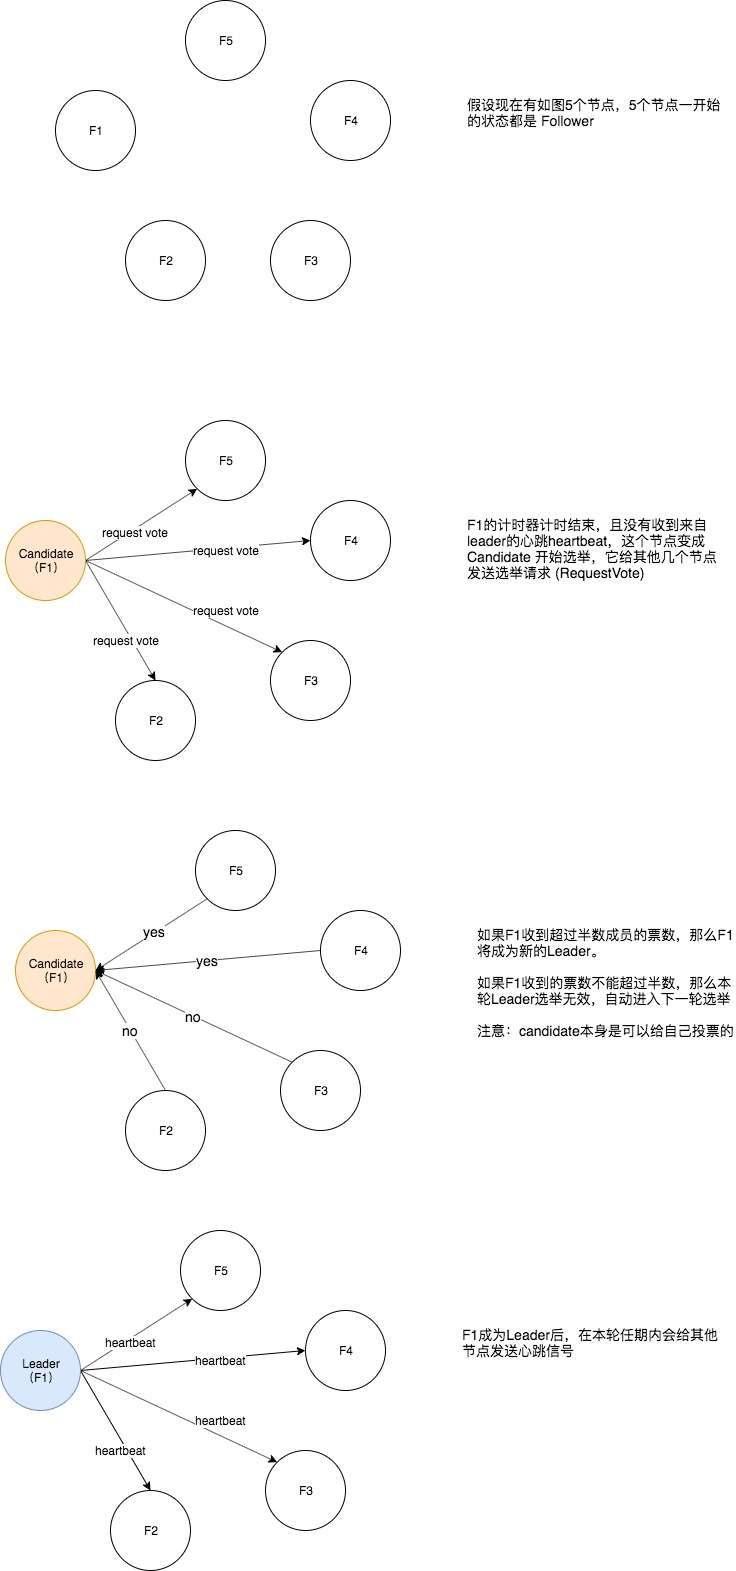 F5
F1
F4
假设现在有如图5个节点，5个节点一开始
的状态都是 Follower
F2
F3
F5
request vote
Candidate
（F1）
request vote
F4
F1的计时器计时结束，且没有收到来自
leader的心跳heartbeat，这个节点变成
Candidate 开始选举，它给其他几个节点
发送选举请求 (RequestVote)
request vote
request vote
F3
F2
F5
yes
Candidate
（F1）
yes
F4
如果F1收到超过半数成员的票数，那么F1
将成为新的Leader。
如果F1收到的票数不能超过半数，那么本
轮Leader选举无效，自动进入下一轮选举
注意：candidate本身是可以给自己投票的
no
no
F3
F2
F5
heartbeat
Leader
（F1）
heartbeat
F4
F1成为Leader后，在本轮任期内会给其他
节点发送心跳信号
heartbeat
heartbeat
F3
F2